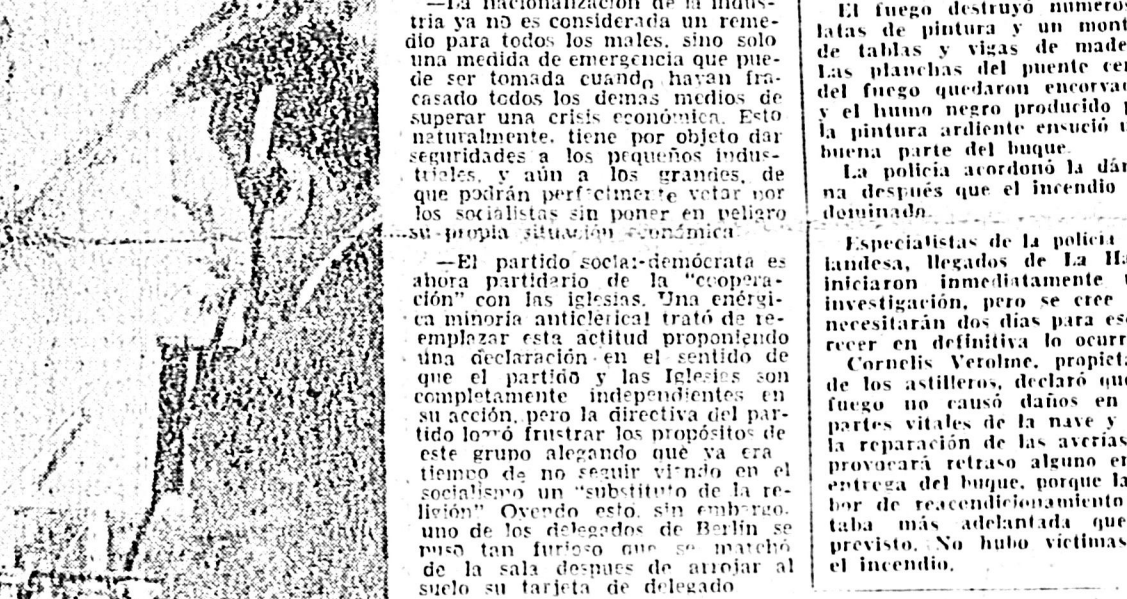 —La nacionalización de la indus-
tria ya no es considerada un reme-
dio para todos los males, sino solo
una medida de emergencia que pue-
de ser tomada cuando hayan fra-
casado todos los demas medios de
superar una crisis económica. Esto
naturalmente, tiene por objeto dar
seguridades a los pequeños indus-
triales, y aún a los grandes, de
que podrán perfectamente votar por
los socialistas sin poner en peligro
su propia situación económica
—El partido social-demócrata es
ahora partidario de la "coopera-
ción" con las iglesias. Una enérgi-
ca minoria anticlerical trató de re-
emplazar esta actitud proponiendo
una declaración en el sentido de
que el partido y las Iglesias son
completamente independientes en
su acción, pero la directiva del par-
tido logró frustrar los propósitos de
este grupo alegando que ya era
tiempo de no seguir viendo en el
socialismo un "substituto de la re-
ligión" Oyendo esto, sin embargo,
uno de los delegados de Berlín se
puso tan furioso que se marchó
de la sala despues de arrojar al
suelo su tarjeta de delegado
El fuego destruyó numeros
latas de pintura y un mont
de tablas y vigas de made
Las planchas del puente cer
del fuego quedaron encorvad
y el humo negro producido p
la pintura ardiente ensució u
buena parte del buque.
La policía acordonó la dár
na después que el incendio
dominado.
Especialistas de la policía
landesa, llegados de La Ha
iniciaron inmediatamente
investigación, pero se cree
necesitarán dos días para es
recer en definitiva lo ocurr
Cornelis Verolme, propieta
de los astilleros, declaró que
fuego no causó daños en
partes vitales de la nave y
la reparación de las averías
provocará retraso alguno en
entrega del buque, porque la
bor de reacondicionamiento
taba más adelantada que
previsto. No hubo víctimas
el incendio.